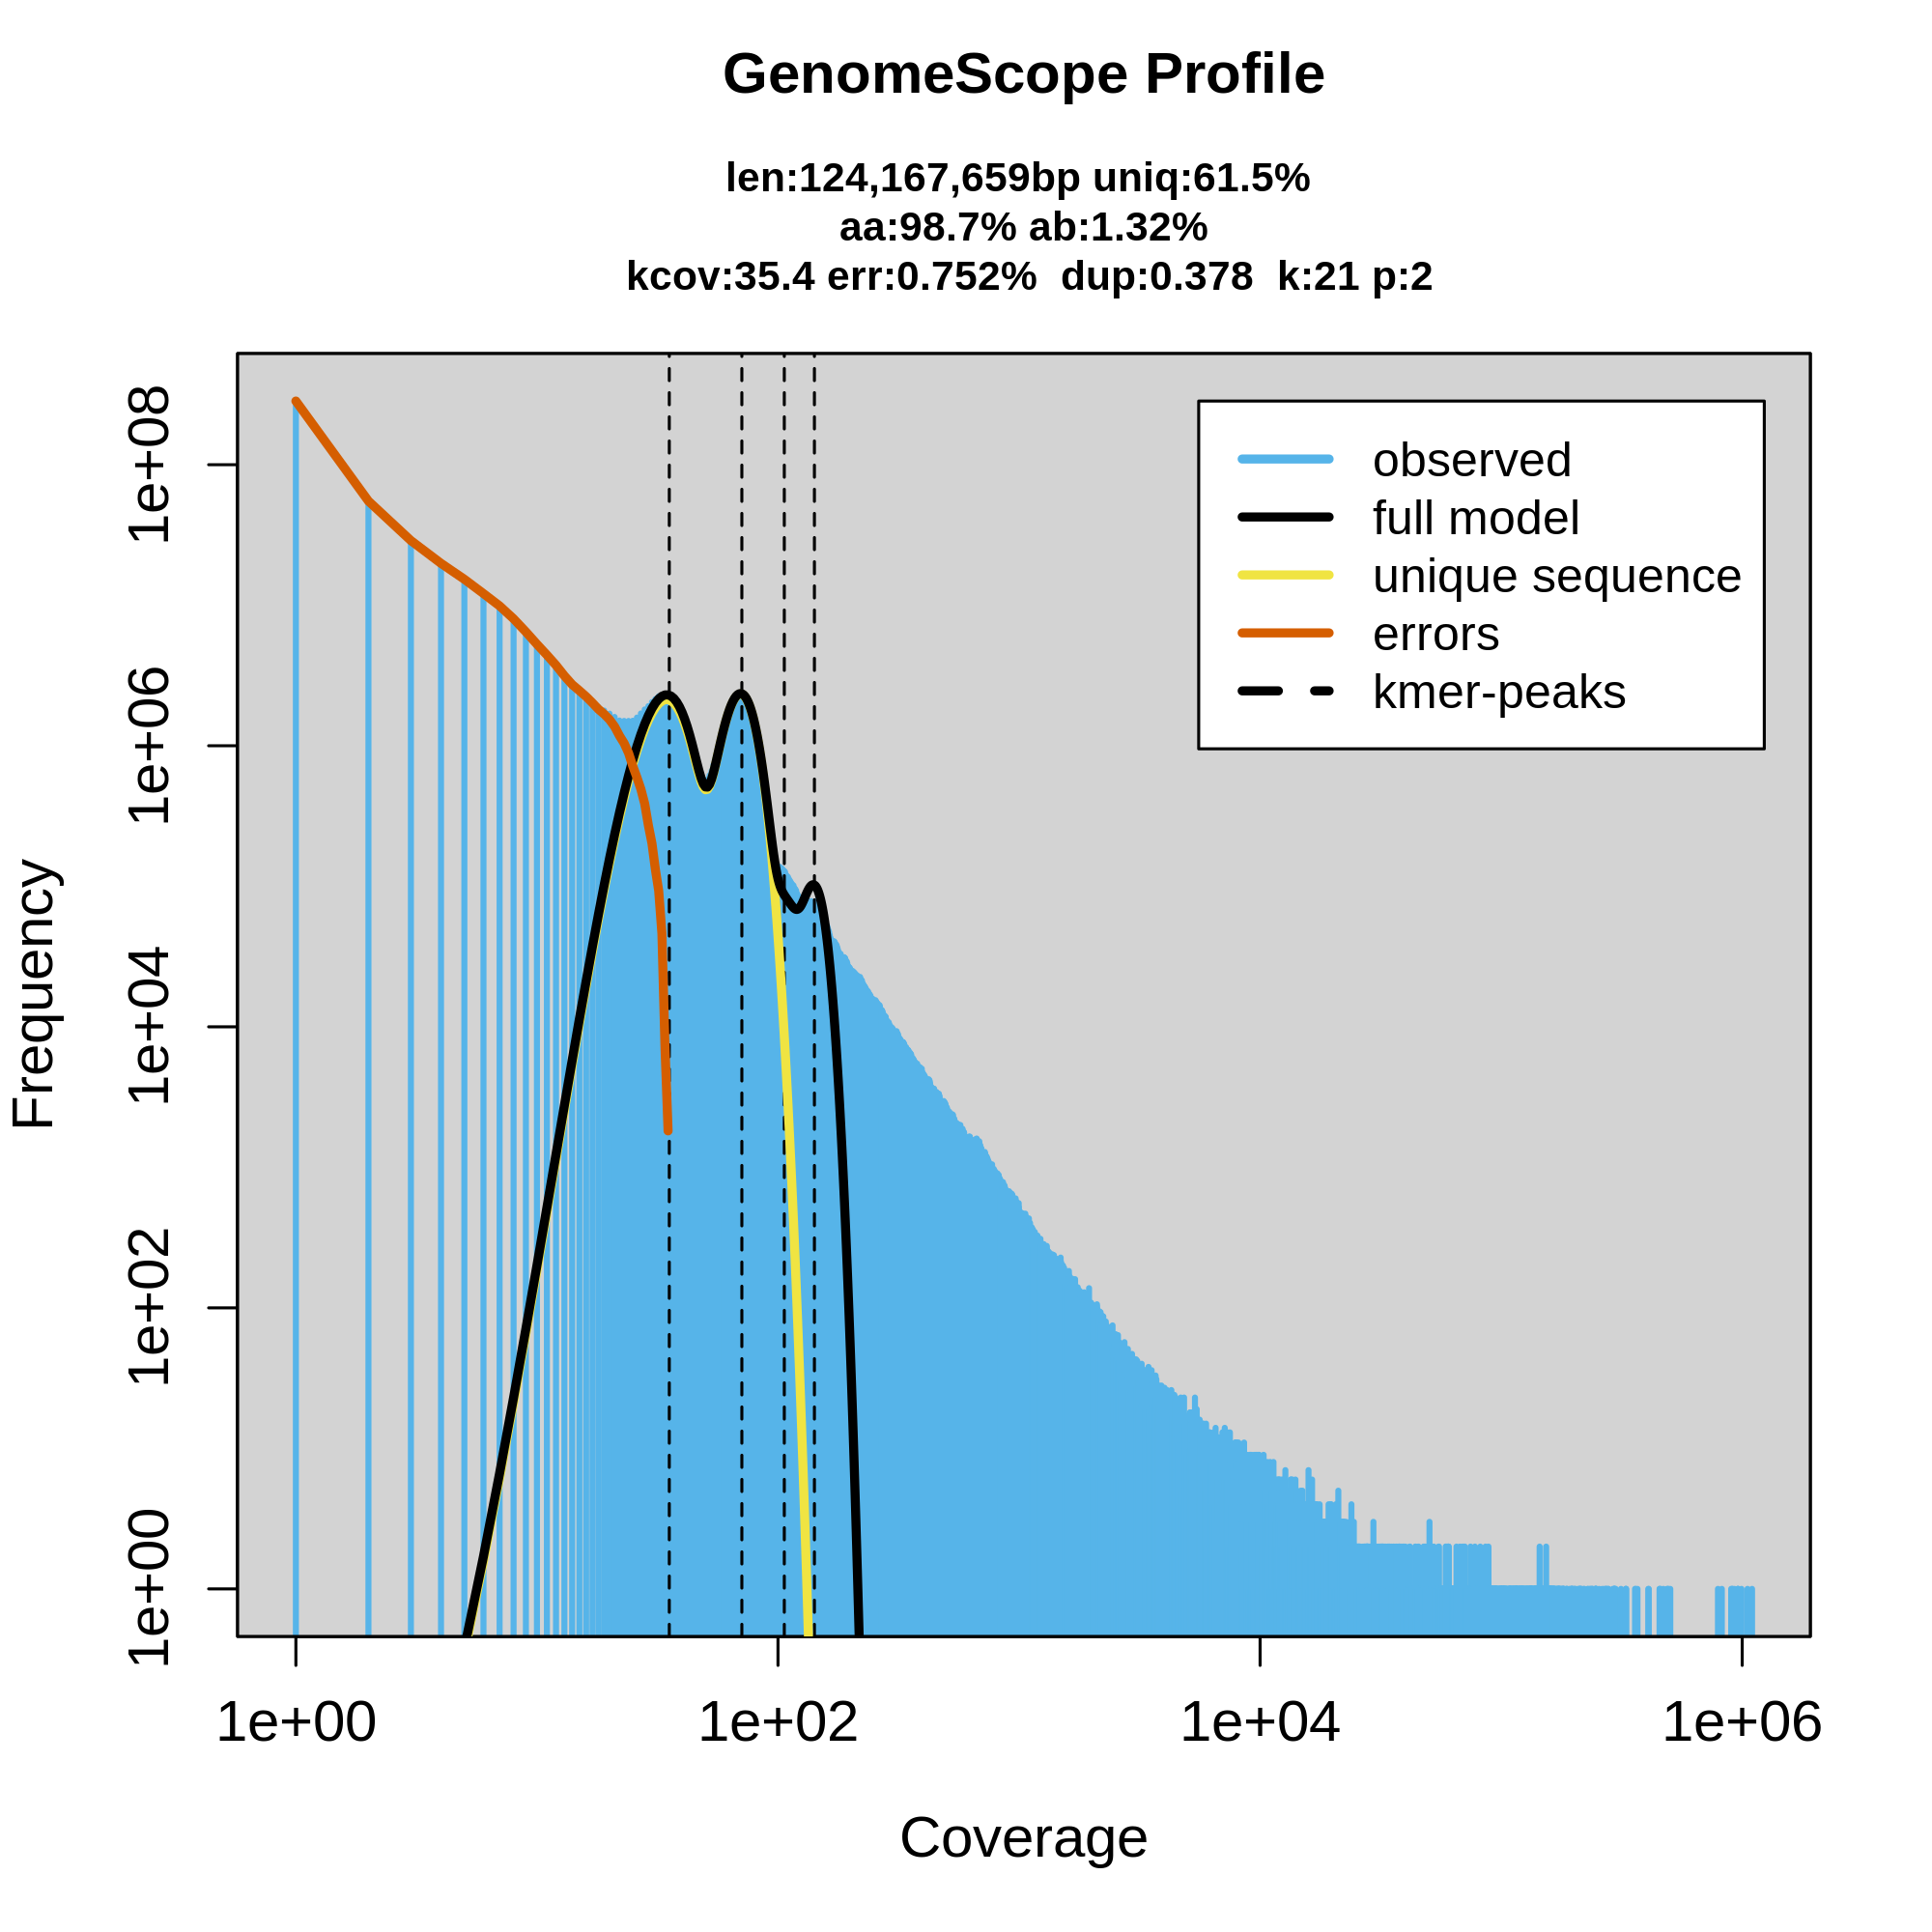 GenomeScope Profile
len:124,167,659bp uniq:61.5%
aa:98.7% ab:1.32%
kcov:35.4 err:0.752%  dup:0.378  k:21 p:2
observed
full model
unique sequence
errors
kmer-peaks
1e+08
1e+06
1e+04
1e+02
1e+00
Frequency
1e+00
1e+02
1e+04
1e+06
Coverage